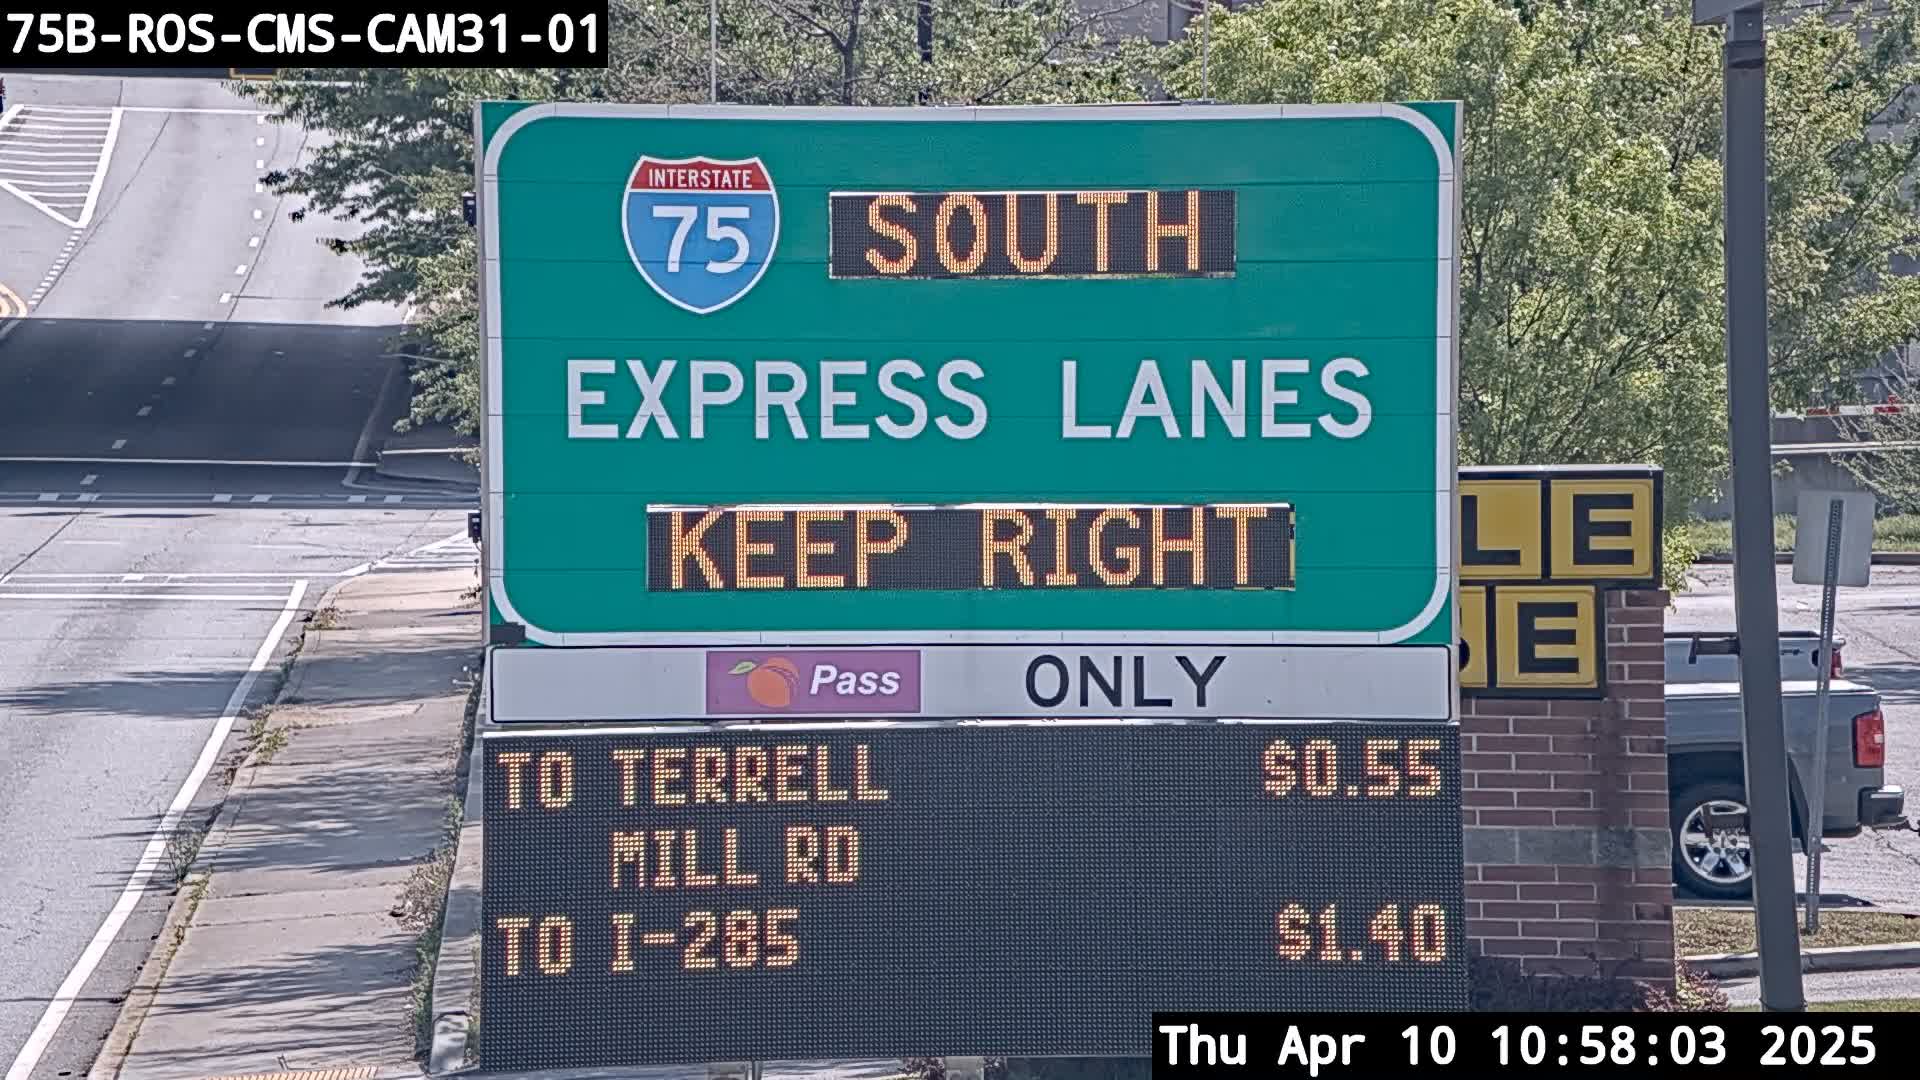 75B-ROS-CMS-CAM31-01
INTERSTATE
75
SOUTH
EXPRESS LANES
KEEP RIGHT
LE
E
Pass ONLY
TO TERRELL $0.55
MILL RD
TO I-285 $1.40
Thu Apr 10 10:58:03 2025